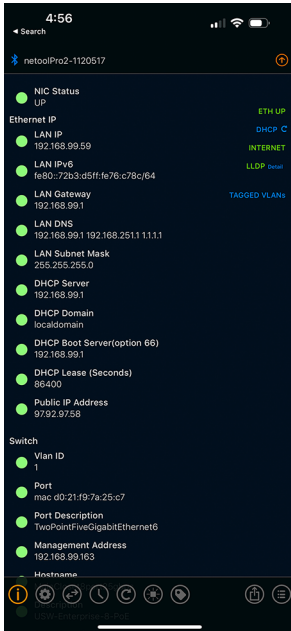 4:56
◀ Search
netoolPro2-1120517
NIC Status
UP
ETH UP
Ethernet IP
LAN IP
192.168.99.59
DHCP
INTERNET
LAN IPv6
fe80::72b3:d5ff:fe76:c78c/64
LLDP Detail
LAN Gateway
192.168.99.1
TAGGED VLANs
LAN DNS
192.168.99.1 192.168.251.1 1.1.1.1
LAN Subnet Mask
255.255.255.0
DHCP Server
192.168.99.1
DHCP Domain
localdomain
DHCP Boot Server(option 66)
192.168.99.1
DHCP Lease (Seconds)
86400
Public IP Address
97.92.97.58
Switch
Vlan ID
1
Port
mac d0:21:f9:7a:25:c7
Port Description
TwoPointFiveGigabitEthernet6
Management Address
192.168.99.163
Hostname
Description
USW-Enterprise-8-PoE